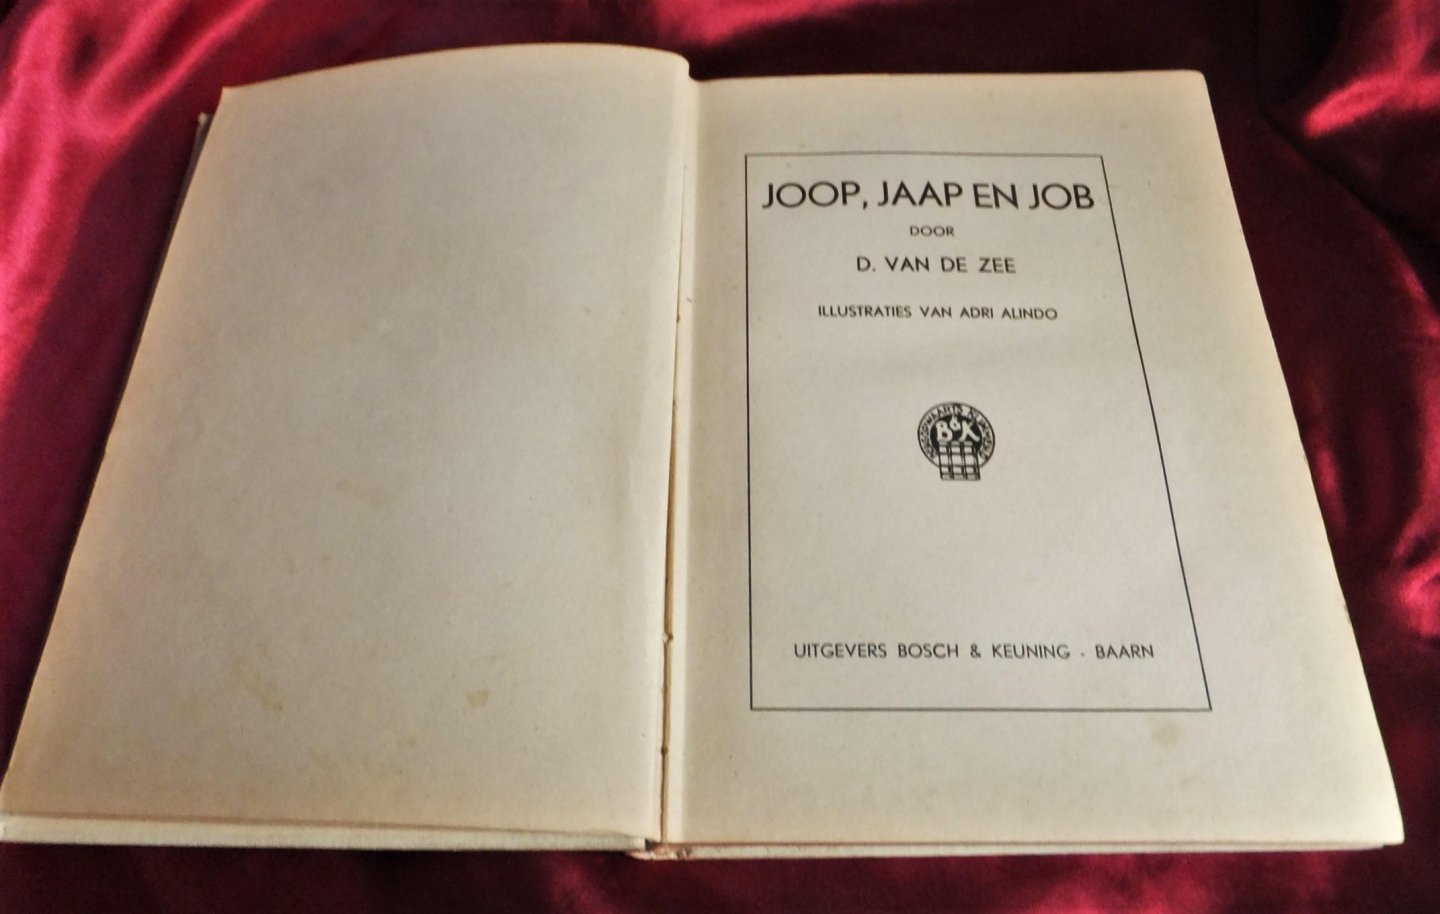 JOOP, JAAP EN JOB
DOOR
D. VAN DE ZEE
ILLUSTRATIES VAN ADRI ALINDO
B & K
UITGEVERS BOSCH & KEUNING - BAARN